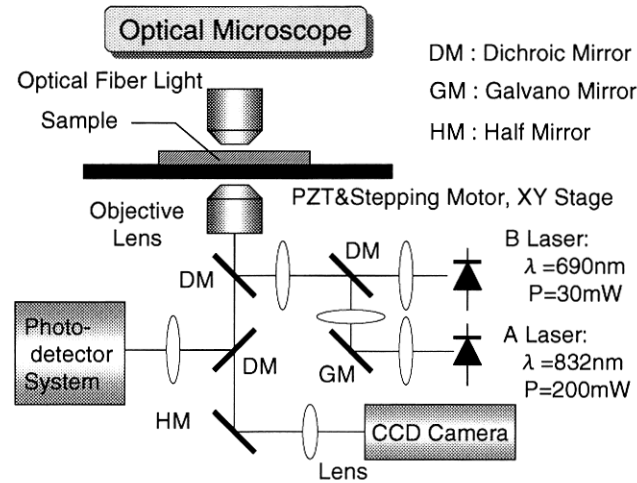 Optical Microscope
DM : Dichroic Mirror
GM : Galvano Mirror
HM : Half Mirror
Optical Fiber Light
Sample
PZT&Stepping Motor, XY Stage
Objective
Lens
DM
DM
B Laser:
λ=690nm
P=30mW
Photo-
detector
System
DM
GM
A Laser:
λ=832nm
P=200mW
HM
CCD Camera
Lens